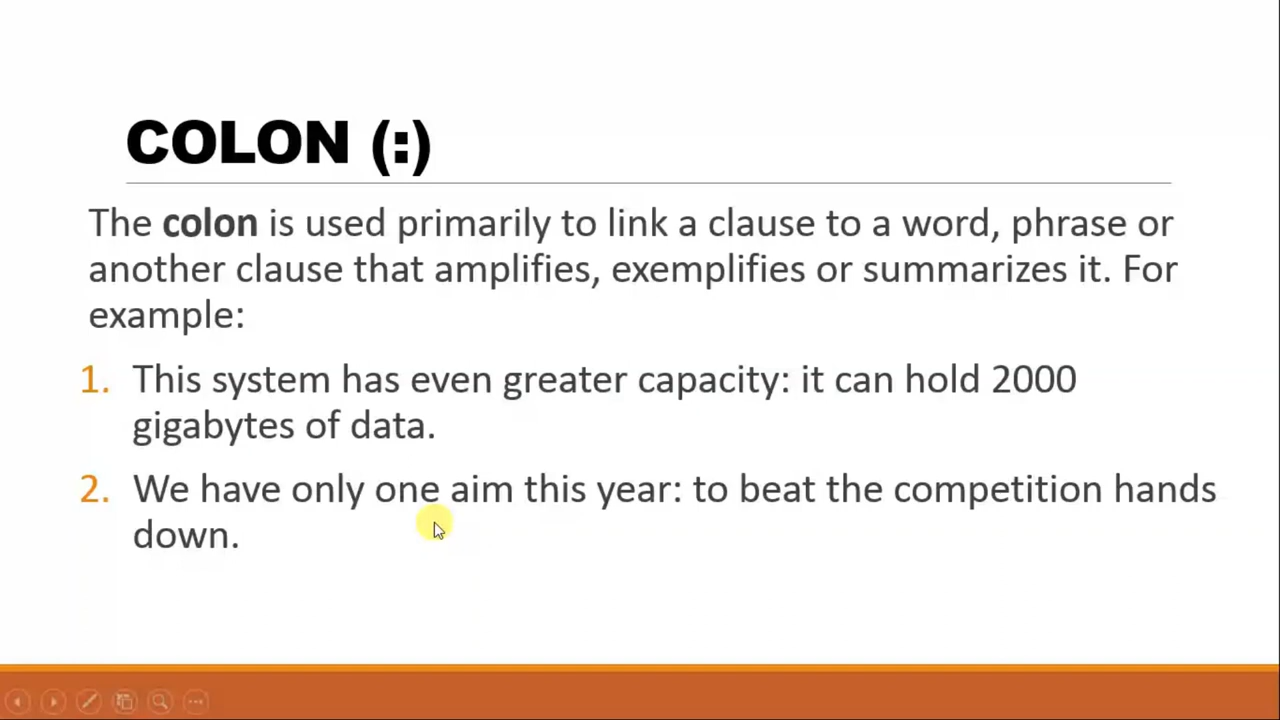 COLON (:)
The colon is used primarily to link a clause to a word, phrase or
another clause that amplifies, exemplifies or summarizes it. For
example:
1. This system has even greater capacity: it can hold 2000
gigabytes of data.
2. We have only one aim this year: to beat the competition hands
down.